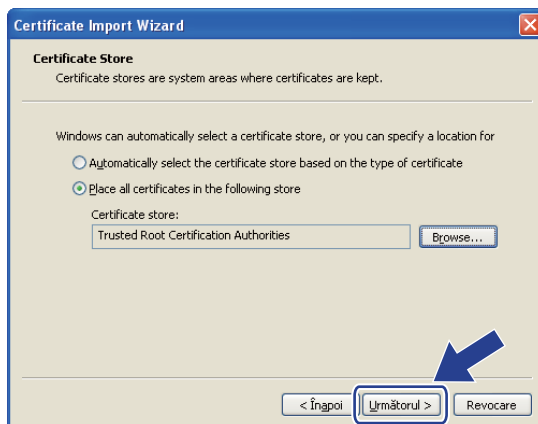 Certificate Import Wizard
Certificate Store
Certificate stores are system areas where certificates are kept.
Windows can automatically select a certificate store, or you can specify a location for
Automatically select the certificate store based on the type of certificate
Place all certificates in the following store
Certificate store:
Trusted Root Certification Authorities
Browse...
< Înapoi
Următorul >
Revocare